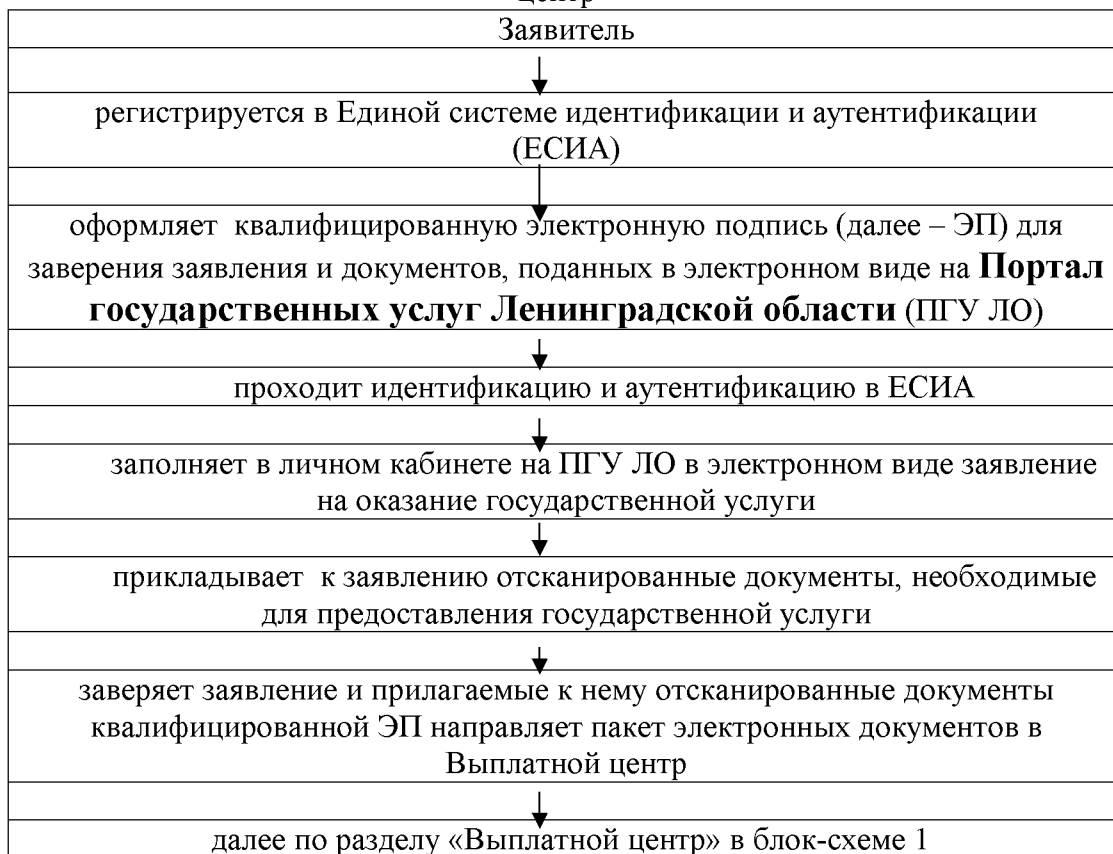 центр
Заявитель
регистрируется в Единой системе идентификации и аутентификации
(ЕСИА)
оформляет квалифицированную электронную подпись (далее – ЭП) для
заверения заявления и документов, поданных в электронном виде на Портал
государственных услуг Ленинградской области (ПГУ ЛО)
проходит идентификацию и аутентификацию в ЕСИА
заполняет в личном кабинете на ПГУ ЛО в электронном виде заявление
на оказание государственной услуги
прикладывает к заявлению отсканированные документы, необходимые
для предоставления государственной услуги
заверяет заявление и прилагаемые к нему отсканированные документы
квалифицированной ЭП направляет пакет электронных документов в
Выплатной центр
далее по разделу «Выплатной центр» в блок-схеме 1